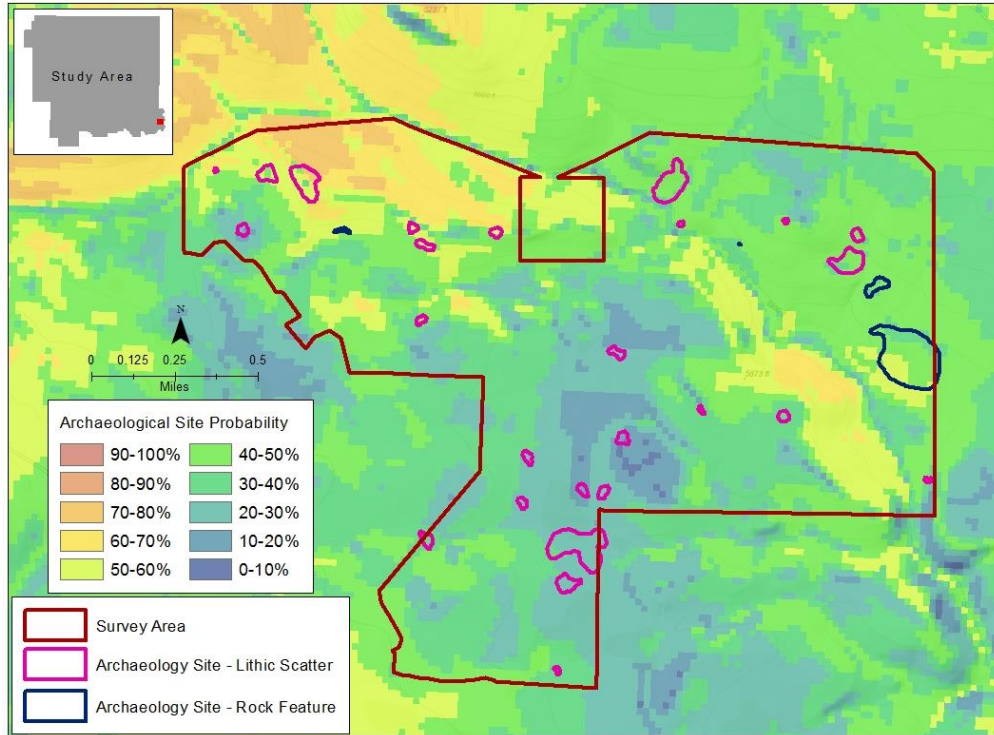 Study Area
N
0 0.125 0.25 0.5
Miles
Archaeological Site Probability
90-100% 40-50%
80-90% 30-40%
70-80% 20-30%
60-70% 10-20%
50-60% 0-10%
Survey Area
Archaeology Site - Lithic Scatter
Archaeology Site - Rock Feature